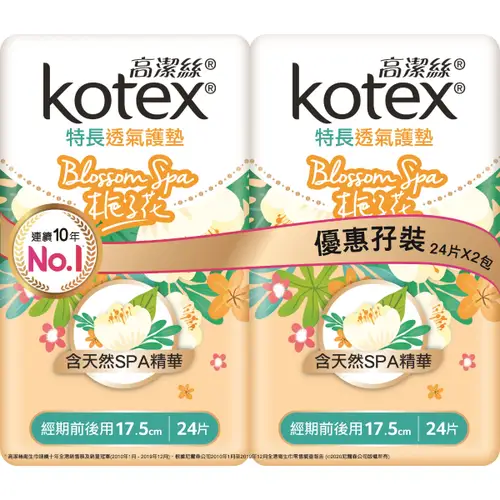 高潔絲®
kotex®
特長透氣護墊
Blossom Spa
梔子花
連續10年
No.1
含天然SPA精華
經期前後用17.5cm 24片
高潔絲®
kotex®
特長透氣護墊
Blossom Spa
梔子花
優惠孖裝 24片X2包
含天然SPA精華
經期前後用17.5cm 24片